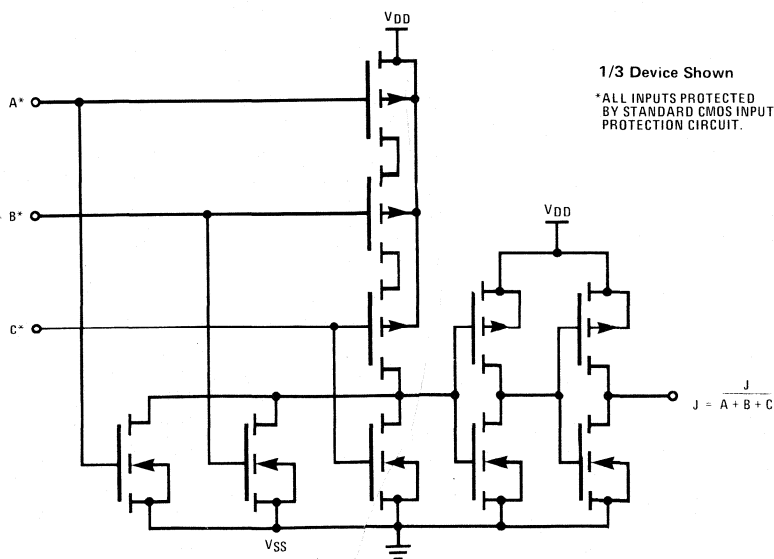 VDD
1/3 Device Shown
*ALL INPUTS PROTECTED
BY STANDARD CMOS INPUT
PROTECTION CIRCUIT.
A*
B*
VDD
C*
J
J = A + B + C
VSS